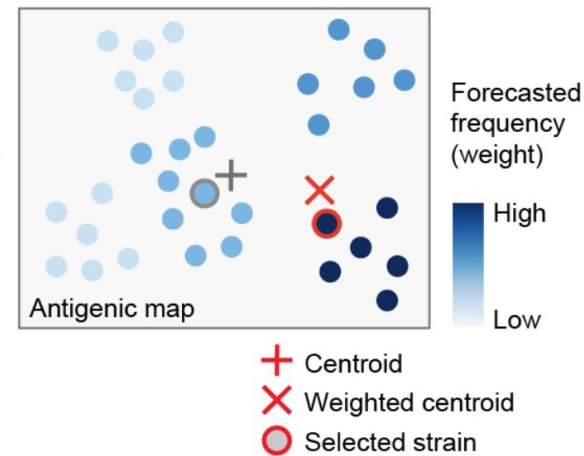 Forecasted
frequency
(weight)
High
Low
Antigenic map
Centroid
Weighted centroid
Selected strain